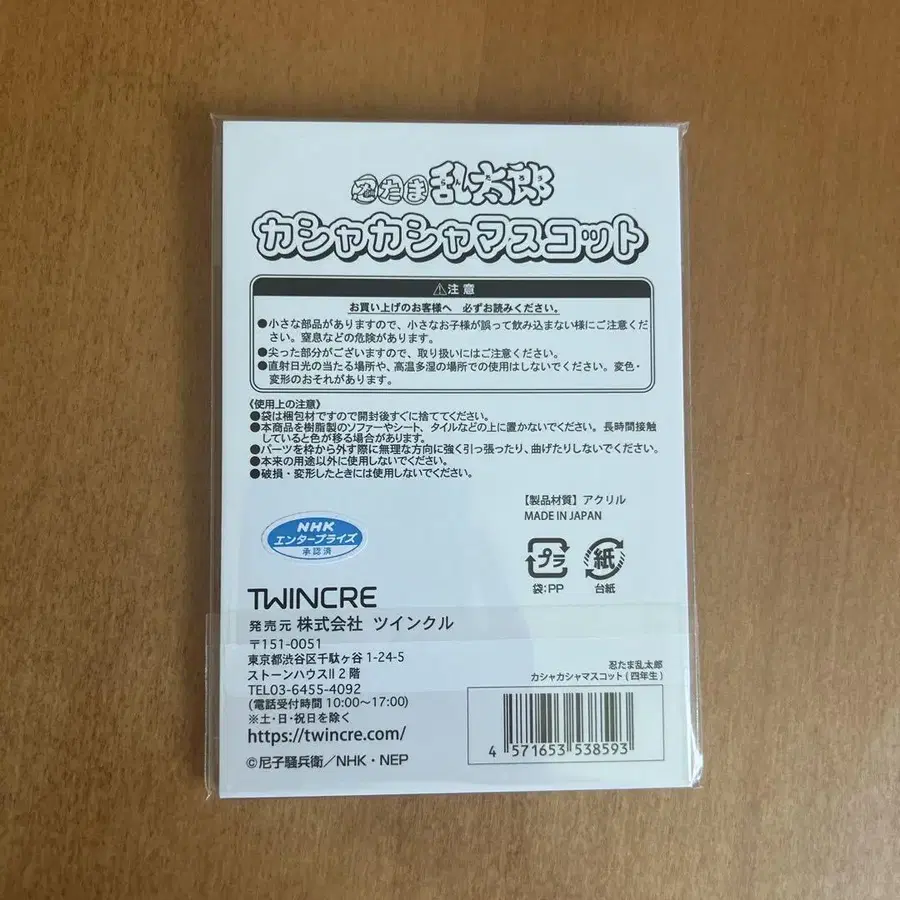 忍たま乱太郎
カシャカシャマスコット
⚠注意
お買い上げのお客様へ 必ずお読みください。
●小さな部品がありますので、小さなお子様が誤って飲み込まない様にご注意くだ
さい。窒息などの危険があります。
●尖った部分がございますので、取り扱いにはご注意ください。
●直射日光の当たる場所や、高温多湿の場所での使用はしないでください。変色・
変形のおそれがあります。
《使用上の注意》
●袋は梱包材ですので開封後すぐに捨ててください。
●本商品を樹脂製のソファーやシート、タイルなどの上に置かないでください。長時間接触
していると色が移る場合があります。
●パーツを枠から外す際に無理な方向に強く引っ張ったり、曲げたりしないでください。
●本来の用途以外に使用しないでください。
●破損・変形したときには使用しないでください。
【製品材質】アクリル
MADE IN JAPAN
NHK
エンタープライズ
承認済
プラ
袋:PP
紙
台紙
TWINCRE
発売元 株式会社 ツインクル
〒151-0051
東京都渋谷区千駄ヶ谷1-24-5
ストーンハウスⅡ2階
TEL03-6455-4092
(電話受付時間 10:00〜17:00)
※土・日・祝日を除く
https://twincre.com/
©尼子騒兵衛/NHK・NEP
忍たま乱太郎
カシャカシャマスコット(四年生)
4 571653 538593